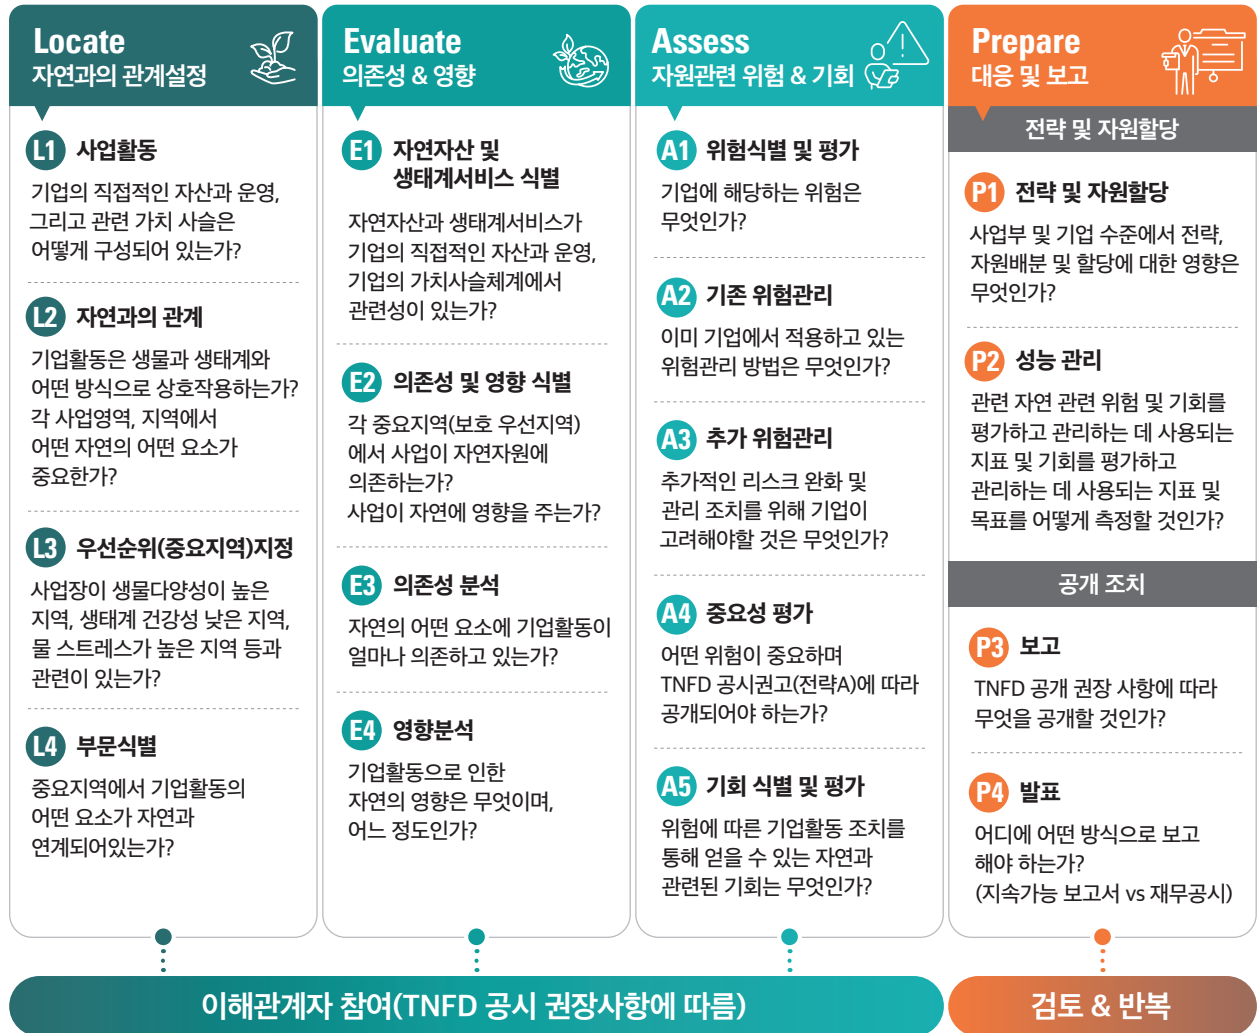 Locate
자연과의 관계설정
L1 사업활동
기업의 직접적인 자산과 운영,
그리고 관련 가치 사슬은
어떻게 구성되어 있는가?
L2 자연과의 관계
기업활동은 생물과 생태계와
어떤 방식으로 상호작용하는가?
각 사업영역, 지역에서
어떤 자연의 어떤 요소가
중요한가?
L3 우선순위(중요지역)지정
사업장이 생물다양성이 높은
지역, 생태계 건강성 낮은 지역,
물 스트레스가 높은 지역 등과
관련이 있는가?
L4 부문식별
중요지역에서 기업활동의
어떤 요소가 자연과
연계되어있는가?
Evaluate
의존성 & 영향
E1 자연자산 및
생태계서비스 식별
자연자산과 생태계서비스가
기업의 직접적인 자산과 운영,
기업의 가치사슬체계에서
관련성이 있는가?
E2 의존성 및 영향 식별
각 중요지역(보호 우선지역)
에서 사업이 자연자원에
의존하는가?
사업이 자연에 영향을 주는가?
E3 의존성 분석
자연의 어떤 요소에 기업활동이
얼마나 의존하고 있는가?
E4 영향분석
기업활동으로 인한
자연의 영향은 무엇이며,
어느 정도인가?
Assess
자원관련 위험 & 기회
A1 위험식별 및 평가
기업에 해당하는 위험은
무엇인가?
A2 기존 위험관리
이미 기업에서 적용하고 있는
위험관리 방법은 무엇인가?
A3 추가 위험관리
추가적인 리스크 완화 및
관리 조치를 위해 기업이
고려해야할 것은 무엇인가?
A4 중요성 평가
어떤 위험이 중요하며
TNFD 공시권고(전략A)에 따라
공개되어야 하는가?
A5 기회 식별 및 평가
위험에 따른 기업활동 조치를
통해 얻을 수 있는 자연과
관련된 기회는 무엇인가?
Prepare
대응 및 보고
전략 및 자원할당
P1 전략 및 자원할당
사업부 및 기업 수준에서 전략,
자원배분 및 할당에 대한 영향은
무엇인가?
P2 성능 관리
관련 자연 관련 위험 및 기회를
평가하고 관리하는 데 사용되는
지표 및 기회를 평가하고
관리하는 데 사용되는 지표 및
목표를 어떻게 측정할 것인가?
공개 조치
P3 보고
TNFD 공개 권장 사항에 따라
무엇을 공개할 것인가?
P4 발표
어디에 어떤 방식으로 보고
해야 하는가?
(지속가능 보고서 vs 재무공시)
이해관계자 참여(TNFD 공시 권장사항에 따름)
검토 & 반복